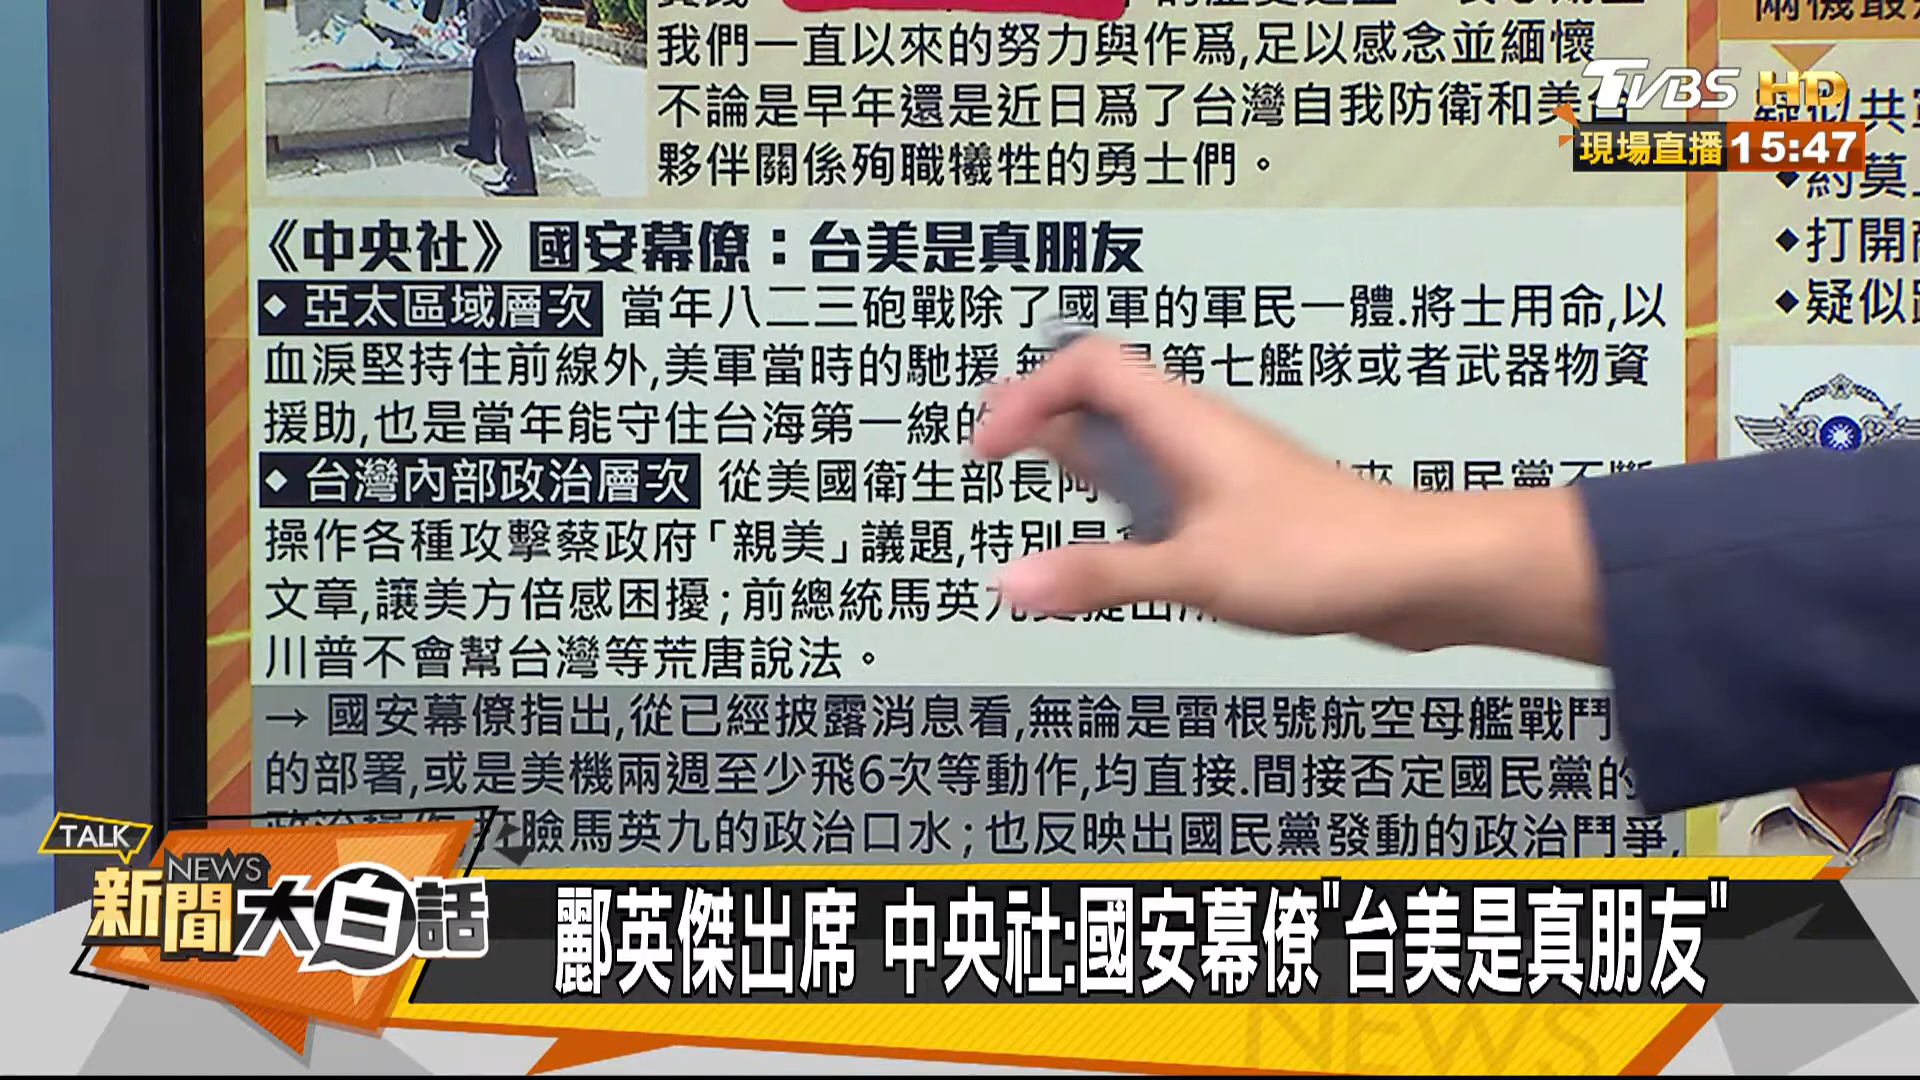 我們一直以來的努力與作爲,足以感念並緬懷
不論是早年還是近日爲了台灣自我防衛和美台
夥伴關係殉職犧牲的勇士們。
TVBS HD
現場直播 15:47
《中央社》國安幕僚：台美是真朋友
◆亞太區域層次 當年八二三砲戰除了國軍的軍民一體.將士用命,以
血淚堅持住前線外,美軍當時的馳援,無 第七艦隊或者武器物資
援助,也是當年能守住台海第一線的
◆台灣內部政治層次 從美國衛生部長阿 來,國民黨不斷
操作各種攻擊蔡政府「親美」議題,特別是
文章,讓美方倍感困擾;前總統馬英九
川普不會幫台灣等荒唐說法。
→國安幕僚指出,從已經披露消息看,無論是雷根號航空母艦戰鬥
的部署,或是美機兩週至少飛6次等動作,均直接.間接否定國民黨的
臉馬英九的政治口水;也反映出國民黨發動的政治鬥爭,
疑似共
◆約莫
◆打開
◆疑似
TALK
NEWS
新聞大白話
酈英傑出席 中央社:國安幕僚"台美是真朋友"
NEWS